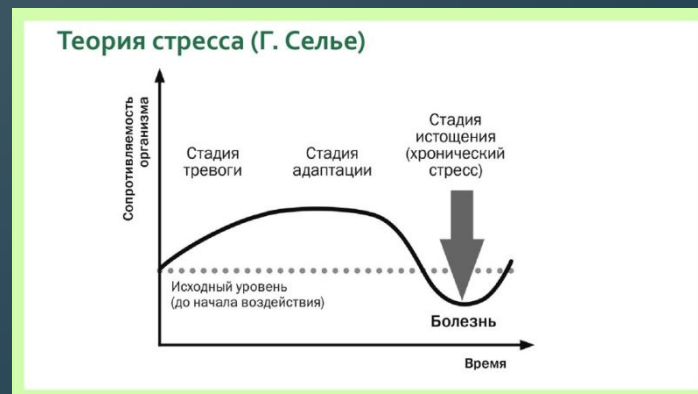 Теория стресса (Г. Селье)
Сопротивляемость
организма
Стадия
тревоги
Стадия
адаптации
Стадия
истощения
(хронический
стресс)
Исходный уровень
(до начала воздействия)
Болезнь
Время